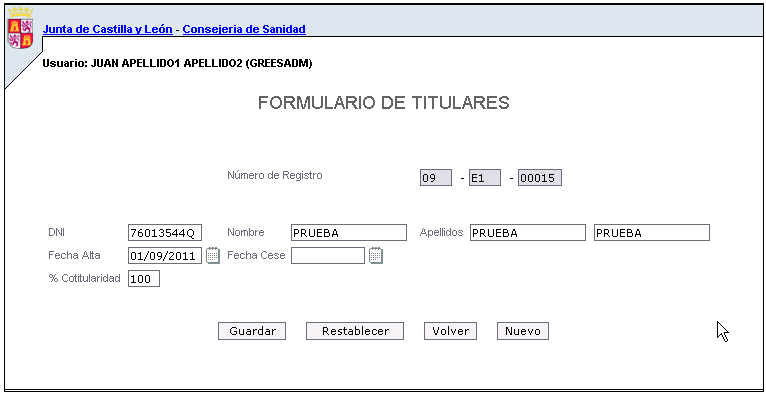 Junta de Castilla y León - Consejeria de Sanidad
Usuario: JUAN APELLIDO1 APELLIDO2 (GREESADM)
FORMULARIO DE TITULARES
Número de Registro 09 - E1 - 00015
DNI 76013544Q Nombre PRUEBA Apellidos PRUEBA PRUEBA
Fecha Alta 01/09/2011 Fecha Cese
% Cotitularidad 100
Guardar Restablecer Volver Nuevo